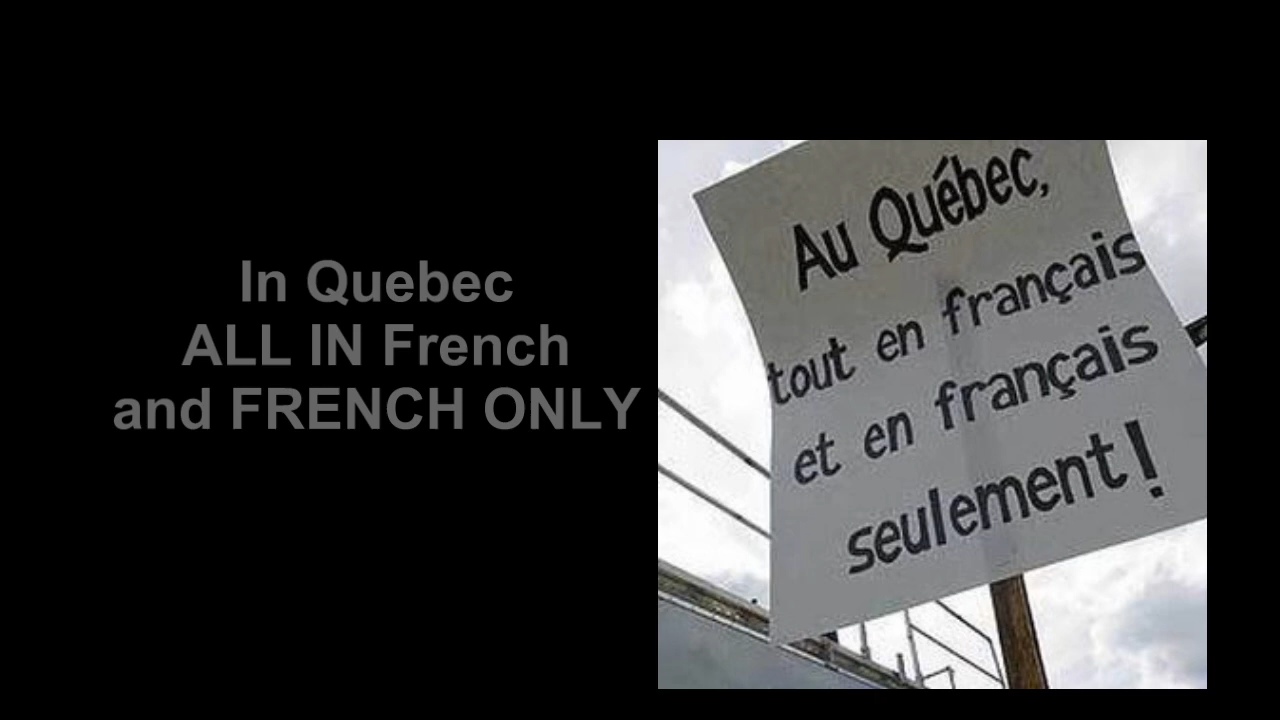 In Quebec
ALL IN French
and FRENCH ONLY
Au Québec,
tout en français
et en français
seulement!